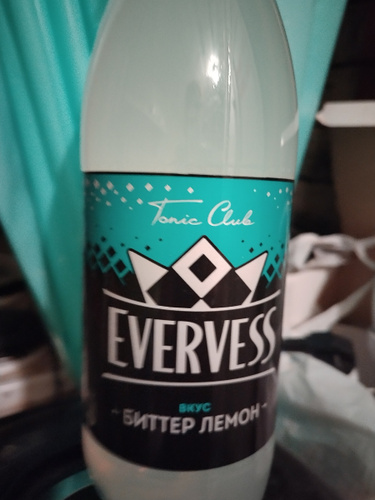 Tonic Club
EVERVESS
ВКУС
- БИТТЕР ЛЕМОН -